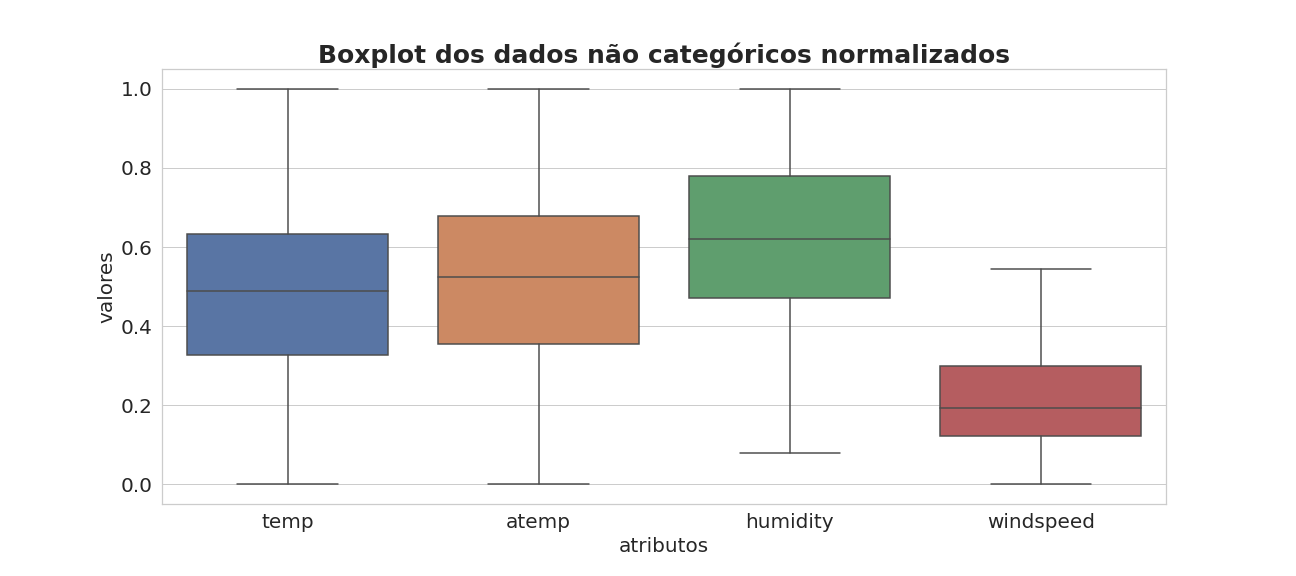 Boxplot dos dados não categóricos normalizados
1.0
0.8
0.6
0.4
0.2
0.0
valores
temp atemp humidity windspeed
atributos